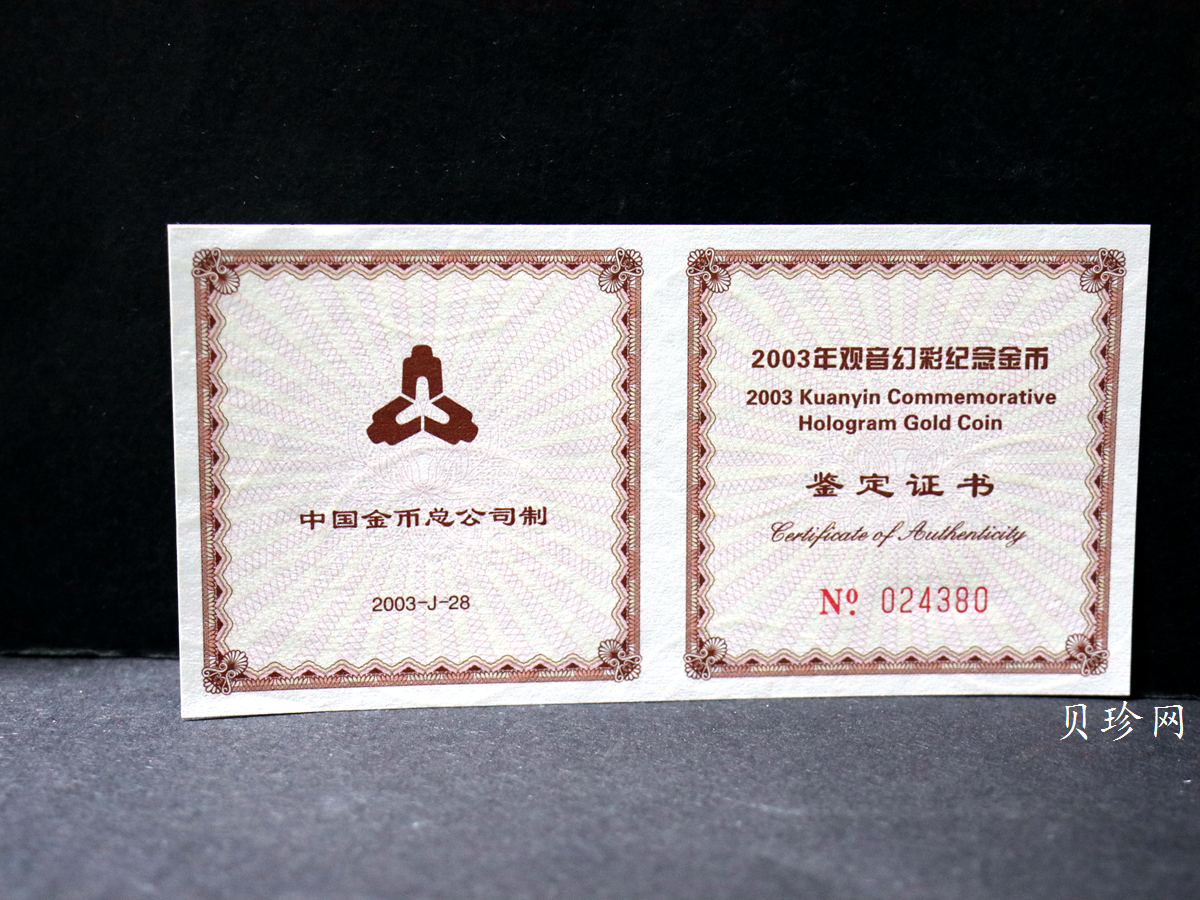 中国金币总公司制
2003-J-28
2003年观音幻彩纪念金币
2003 Kuanyin Commemorative
Hologram Gold Coin
鉴定证书
Certificate of Authenticity
Nº 024380
贝珍网